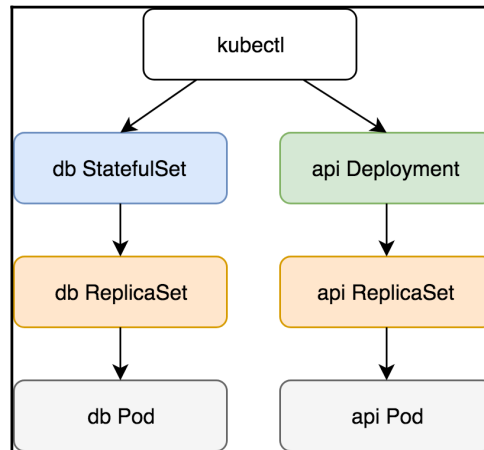 kubectl
db StatefulSet
api Deployment
db ReplicaSet
api ReplicaSet
db Pod
api Pod